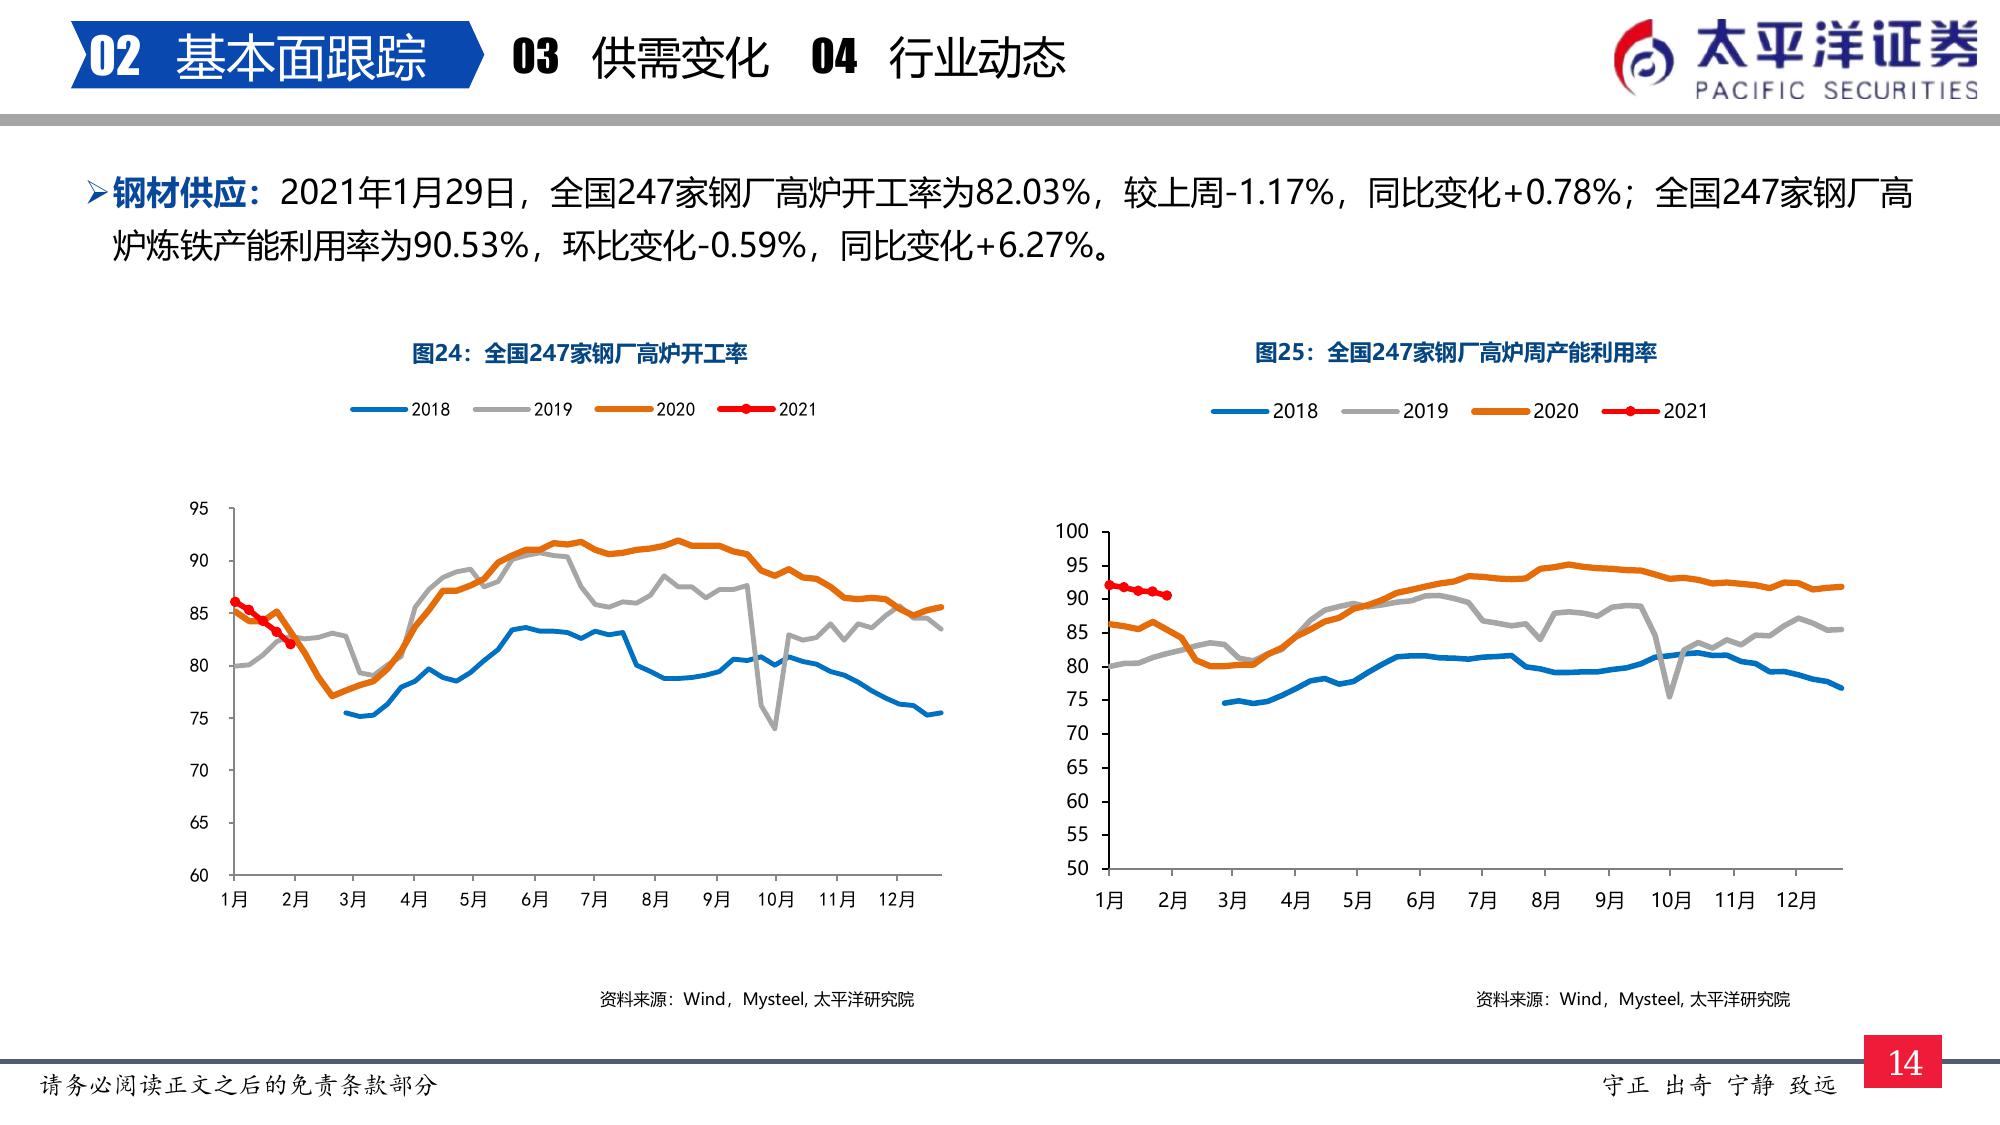 02 基本面跟踪 03 供需变化 04 行业动态
太平洋证券
PACIFIC SECURITIES
➢钢材供应：2021年1月29日，全国247家钢厂高炉开工率为82.03%，较上周-1.17%，同比变化+0.78%；全国247家钢厂高
炉炼铁产能利用率为90.53%，环比变化-0.59%，同比变化+6.27%。
图24：全国247家钢厂高炉开工率
2018 2019 2020 2021
95
90
85
80
75
70
65
60
1月 2月 3月 4月 5月 6月 7月 8月 9月 10月 11月 12月
资料来源：Wind，Mysteel, 太平洋研究院
图25：全国247家钢厂高炉周产能利用率
2018 2019 2020 2021
100
95
90
85
80
75
70
65
60
55
50
1月 2月 3月 4月 5月 6月 7月 8月 9月 10月 11月 12月
资料来源：Wind，Mysteel, 太平洋研究院
请务必阅读正文之后的免责条款部分
守正 出奇 宁静 致远
14